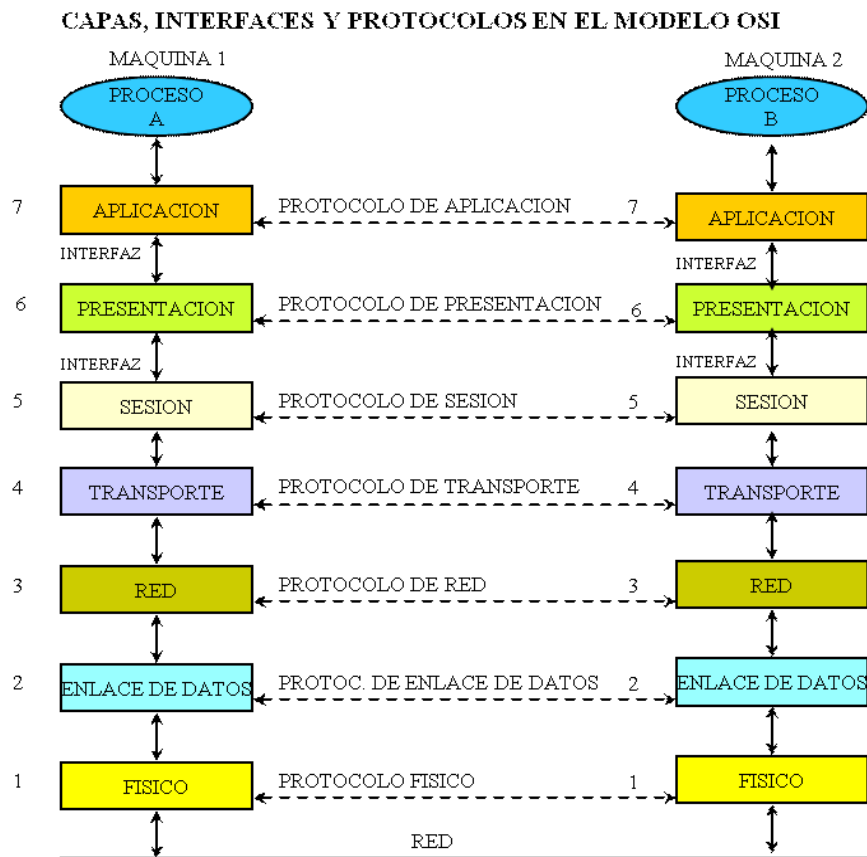 CAPAS, INTERFACES Y PROTOCOLOS EN EL MODELO OSI
MAQUINA 1
MAQUINA 2
PROCESO
A
PROCESO
B
7
APLICACION
PROTOCOLO DE APLICACION
7
APLICACION
INTERFAZ
INTERFAZ
6
PRESENTACION
PROTOCOLO DE PRESENTACION
6
PRESENTACION
INTERFAZ
INTERFAZ
5
SESION
PROTOCOLO DE SESION
5
SESION
4
TRANSPORTE
PROTOCOLO DE TRANSPORTE
4
TRANSPORTE
3
RED
PROTOCOLO DE RED
3
RED
2
ENLACE DE DATOS
PROTOC. DE ENLACE DE DATOS
2
ENLACE DE DATOS
1
FISICO
PROTOCOLO FISICO
1
FISICO
RED